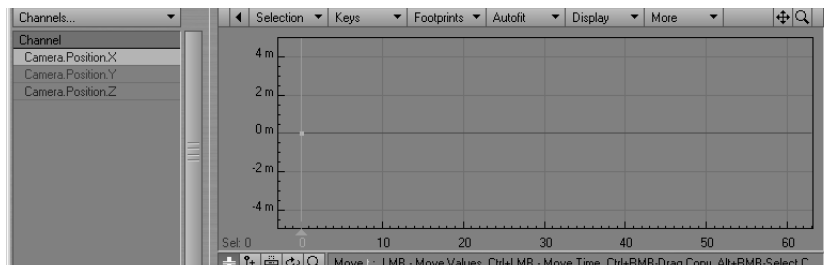 Channels...
Selection Keys Footprints Autofit Display More
Channel
Camera.Position.X
Camera.Position.Y
Camera.Position.Z
4 m
2 m
0 m
-2 m
-4 m
Sel: 0 0 10 20 30 40 50 60
Move : LMB - Move Values, Ctrl+LMB - Move Time, Ctrl+RMB-Drag Copy, Alt+RMB-Select C